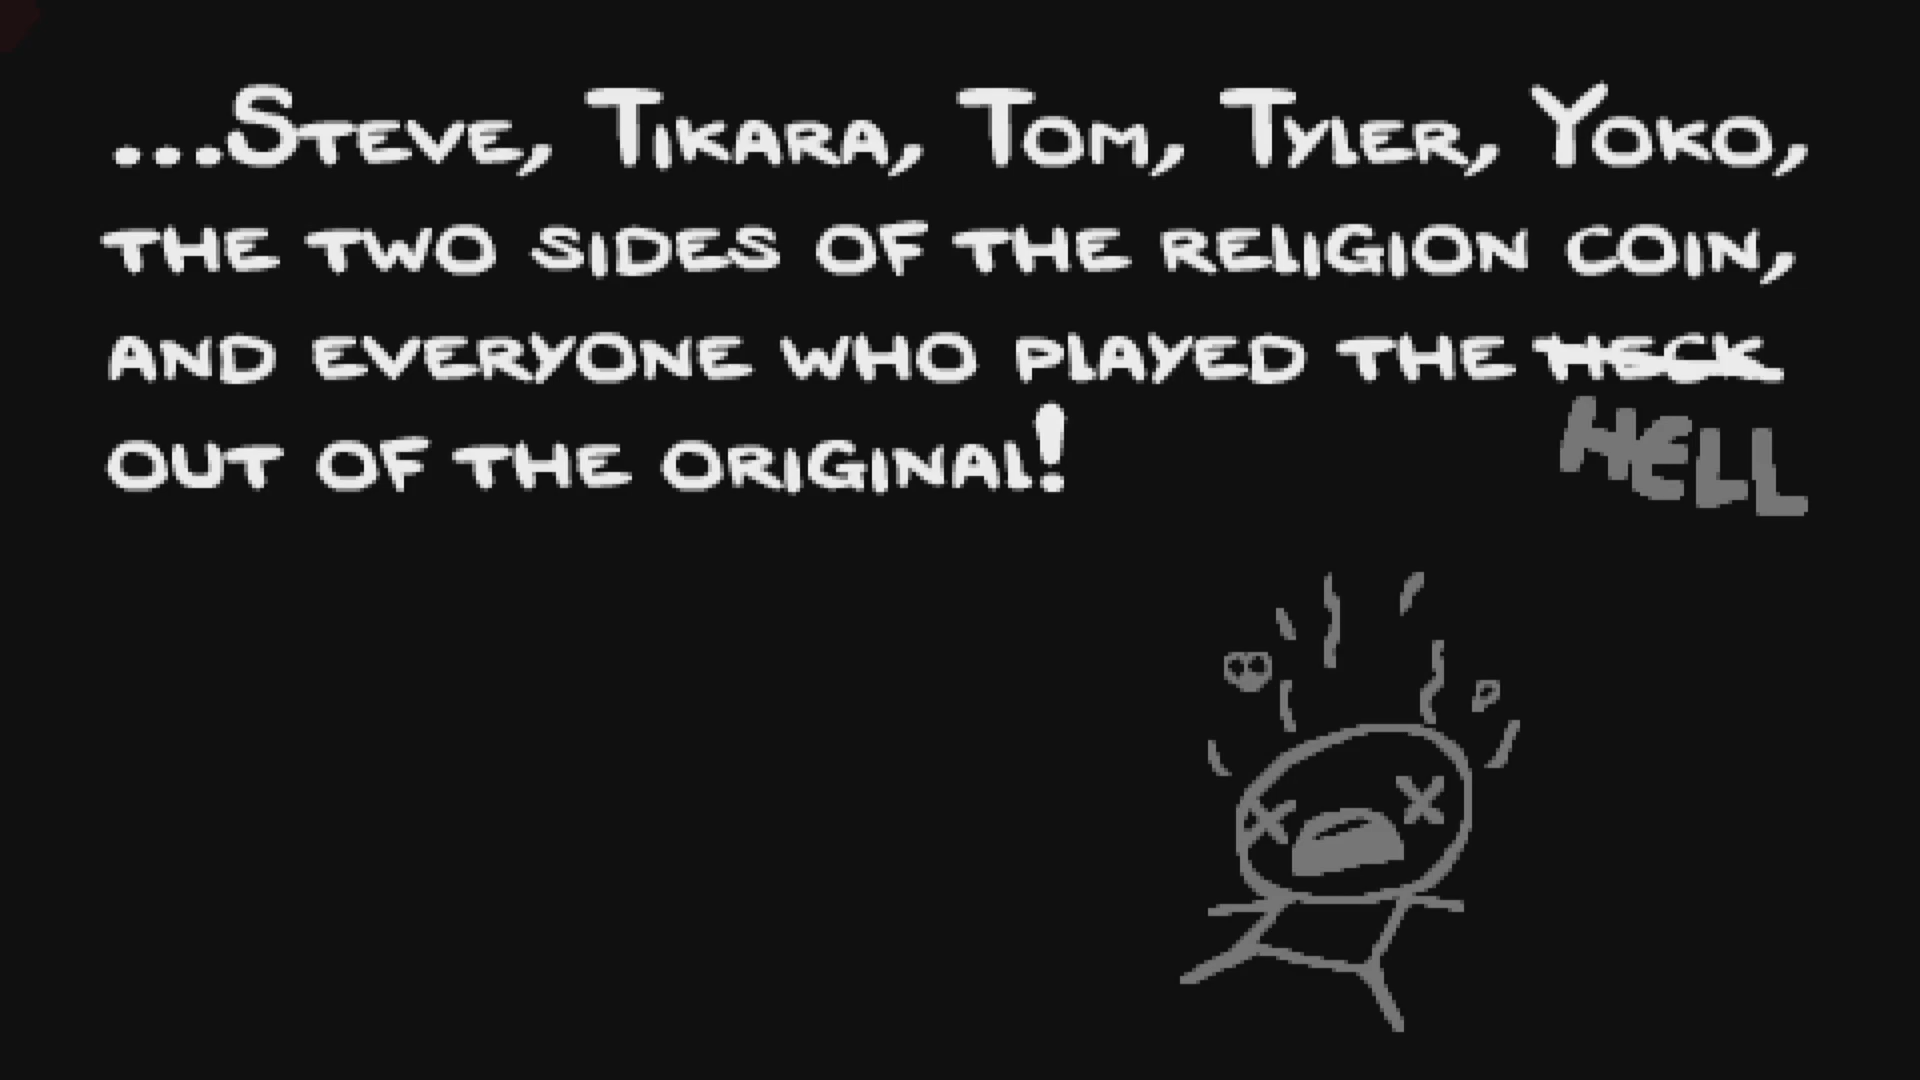 ...Steve, Tikara, Tom, Tyler, Yoko,
the two sides of the religion coin,
and everyone who played the heck
HELL
out of the original!